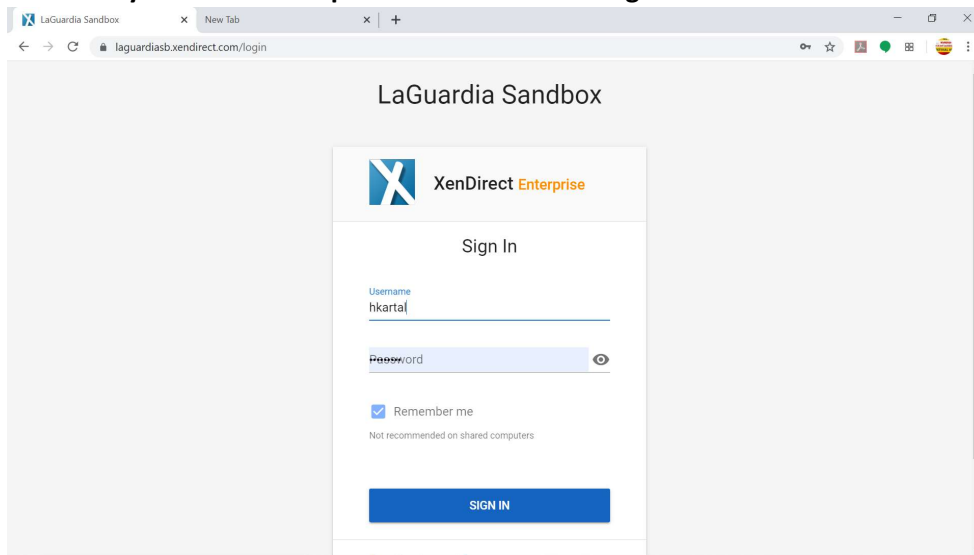 LaGuardia Sandbox
New Tab
laguardiasb.xendirect.com/login
LaGuardia Sandbox
XenDirect Enterprise
Sign In
Username
hkartal
Password
Remember me
Not recommended on shared computers
SIGN IN